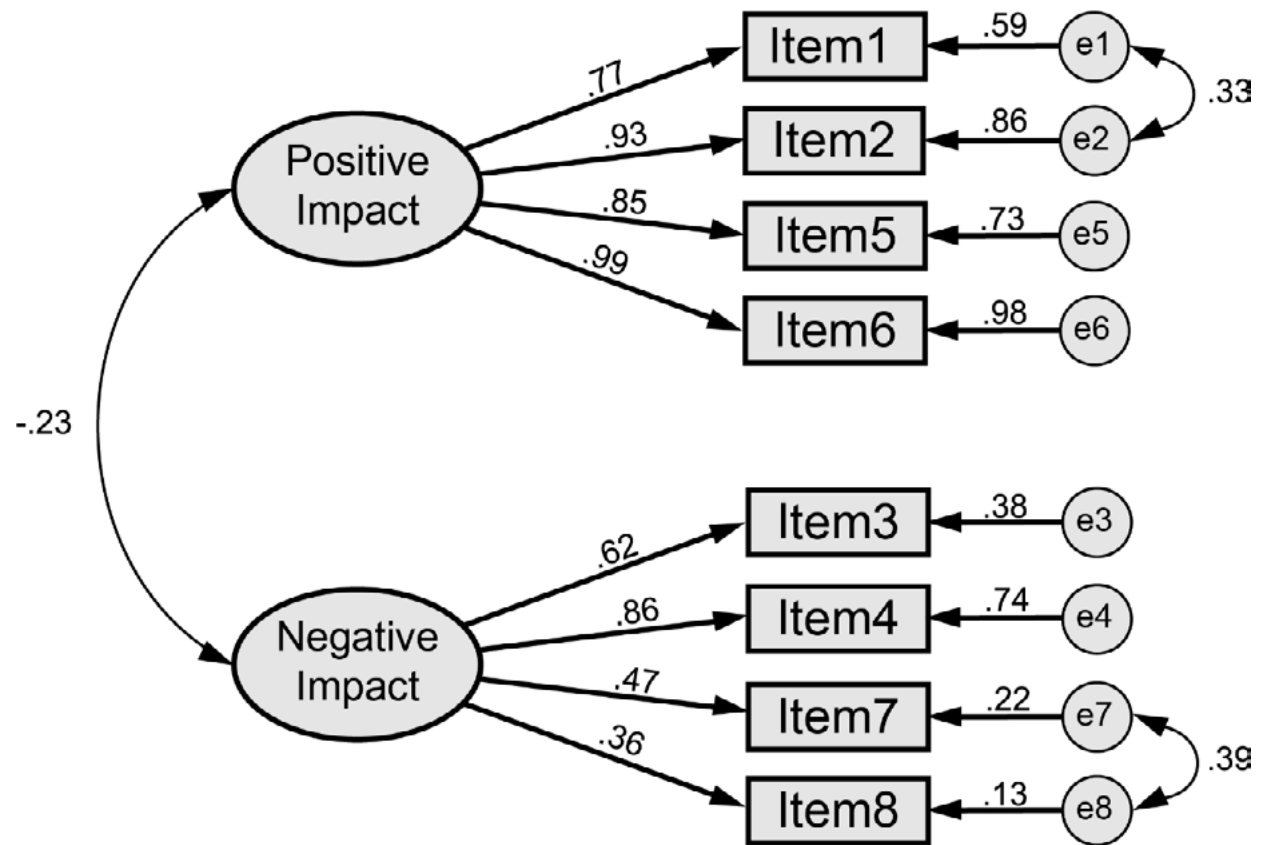 Positive
Impact
.77
.93
.85
.99
Item1
.59
e1
Item2
.86
e2
.33
Item5
.73
e5
Item6
.98
e6
-.23
Negative
Impact
.62
.86
.47
.36
Item3
.38
e3
Item4
.74
e4
Item7
.22
e7
Item8
.13
e8
.39